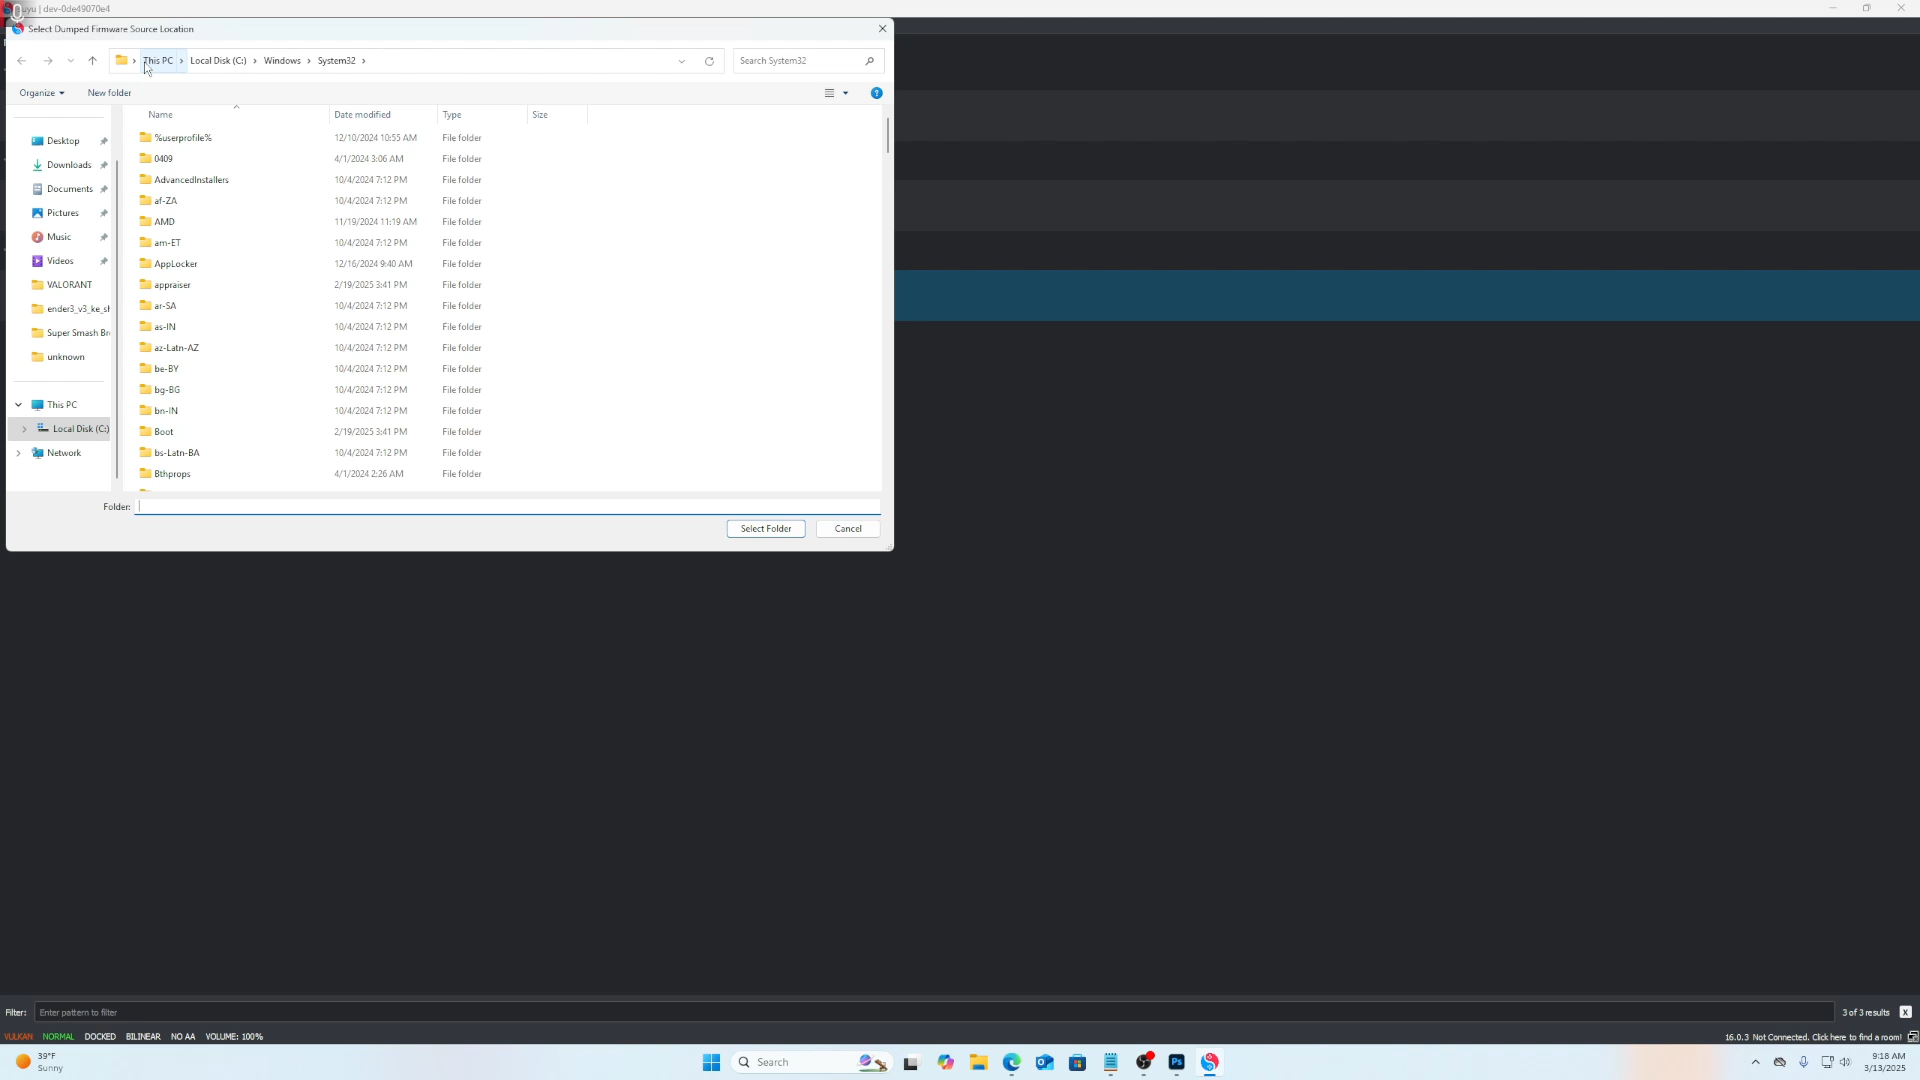 yu | dev-0de49070e4
Select Dumped Firmware Source Location
This PC > Local Disk (C:) > Windows > System32 >
Search System32
Organize
New folder
Name Date modified Type Size
Desktop
Downloads
Documents
Pictures
Music
Videos
VALORANT
ender3_v3_ke_sh
Super Smash Br
unknown
This PC
Local Disk (C:)
Network
%userprofile% 12/10/2024 10:55 AM File folder
0409 4/1/2024 3:06 AM File folder
AdvancedInstallers 10/4/2024 7:12 PM File folder
af-ZA 10/4/2024 7:12 PM File folder
AMD 11/19/2024 11:19 AM File folder
am-ET 10/4/2024 7:12 PM File folder
AppLocker 12/16/2024 9:40 AM File folder
appraiser 2/19/2025 3:41 PM File folder
ar-SA 10/4/2024 7:12 PM File folder
as-IN 10/4/2024 7:12 PM File folder
az-Latn-AZ 10/4/2024 7:12 PM File folder
be-BY 10/4/2024 7:12 PM File folder
bg-BG 10/4/2024 7:12 PM File folder
bn-IN 10/4/2024 7:12 PM File folder
Boot 2/19/2025 3:41 PM File folder
bs-Latn-BA 10/4/2024 7:12 PM File folder
Bthprops 4/1/2024 2:26 AM File folder
Folder:
Select Folder
Cancel
Filter: Enter pattern to filter
3 of 3 results X
VULKAN NORMAL DOCKED BILINEAR NO AA VOLUME: 100%
16.0.3 Not Connected. Click here to find a room!
39°F
Sunny
Search
Ps
9:18 AM
3/13/2025